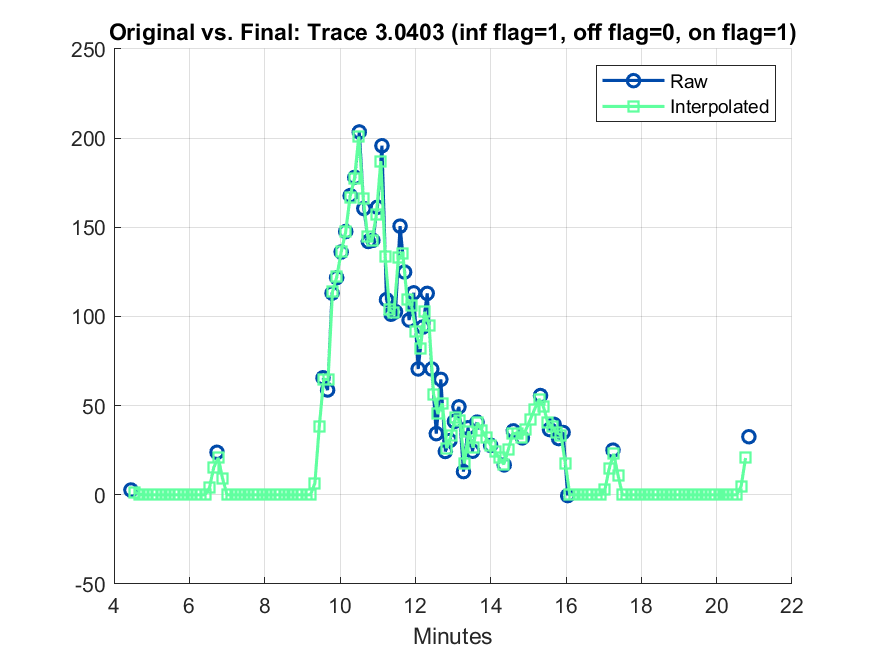 Original vs. Final: Trace 3.0403 (inf flag=1, off flag=0, on flag=1)
250
200
150
100
50
0
-50
Raw
Interpolated
4 6 8 10 12 14 16 18 20 22
Minutes